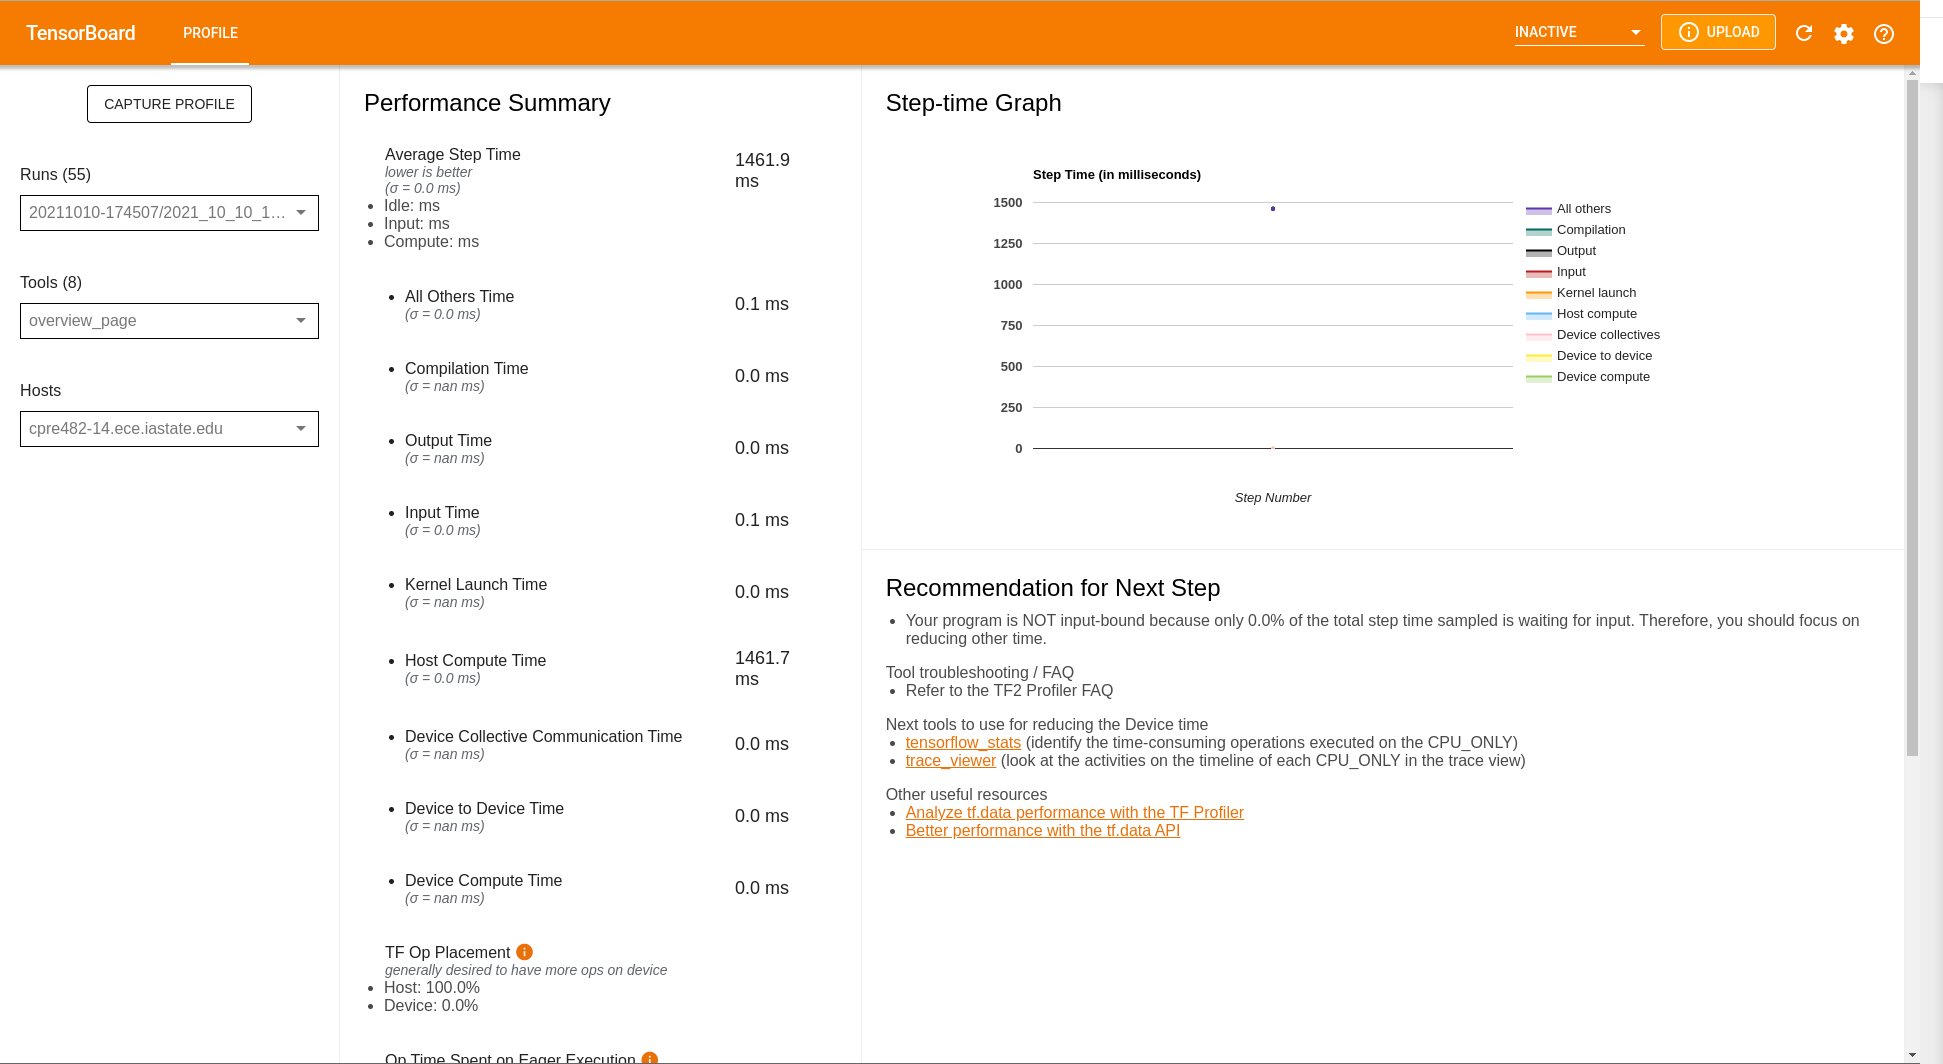 TensorBoard
PROFILE
INACTIVE
UPLOAD
CAPTURE PROFILE
Runs (55)
20211010-174507/2021_10_10_1...
Tools (8)
overview_page
Hosts
cpre482-14.ece.iastate.edu
Performance Summary
Average Step Time
lower is better
(σ = 0.0 ms)
1461.9
ms
Idle: ms
Input: ms
Compute: ms
All Others Time
(σ = 0.0 ms)
0.1 ms
Compilation Time
(σ = nan ms)
0.0 ms
Output Time
(σ = nan ms)
0.0 ms
Input Time
(σ = 0.0 ms)
0.1 ms
Kernel Launch Time
(σ = nan ms)
0.0 ms
Host Compute Time
(σ = 0.0 ms)
1461.7
ms
Device Collective Communication Time
(σ = nan ms)
0.0 ms
Device to Device Time
(σ = nan ms)
0.0 ms
Device Compute Time
(σ = nan ms)
0.0 ms
TF Op Placement
generally desired to have more ops on device
Host: 100.0%
Device: 0.0%
Op Time Spent on Eager Execution
Step-time Graph
Step Time (in milliseconds)
1500
1250
1000
750
500
250
0
Step Number
All others
Compilation
Output
Input
Kernel launch
Host compute
Device collectives
Device to device
Device compute
Recommendation for Next Step
Your program is NOT input-bound because only 0.0% of the total step time sampled is waiting for input. Therefore, you should focus on
reducing other time.
Tool troubleshooting / FAQ
Refer to the TF2 Profiler FAQ
Next tools to use for reducing the Device time
tensorflow_stats (identify the time-consuming operations executed on the CPU_ONLY)
trace_viewer (look at the activities on the timeline of each CPU_ONLY in the trace view)
Other useful resources
Analyze tf.data performance with the TF Profiler
Better performance with the tf.data API